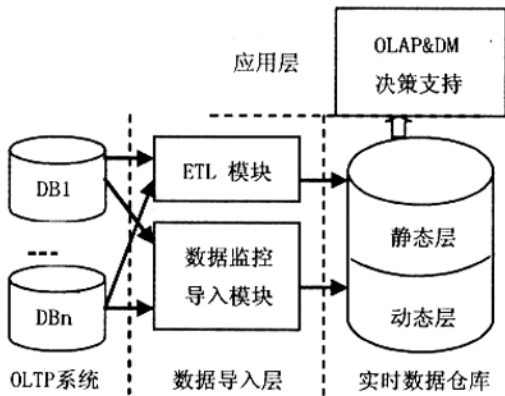 应用层
OLAP&DM
决策支持
DB1
DBn
ETL 模块
数据监控
导入模块
静态层
动态层
OLTP系统
数据导入层
实时数据仓库